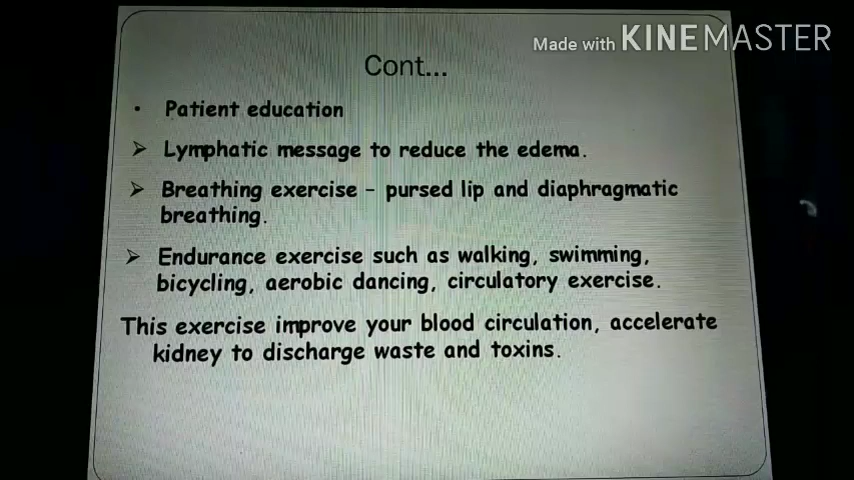 Made with KINEMASTER
Cont...
• Patient education
➢ Lymphatic message to reduce the edema.
➢ Breathing exercise – pursed lip and diaphragmatic
breathing.
➢ Endurance exercise such as walking, swimming,
bicycling, aerobic dancing, circulatory exercise.
This exercise improve your blood circulation, accelerate
kidney to discharge waste and toxins.